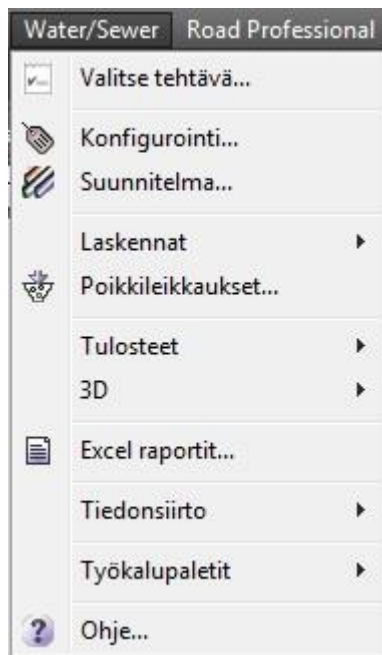 Water/Sewer Road Professional
Valitse tehtävä...
Konfigurointi...
Suunnitelma...
Laskennat
Poikkileikkaukset...
Tulosteet
3D
Excel raportit...
Tiedonsiirto
Työkalupaletit
Ohje...